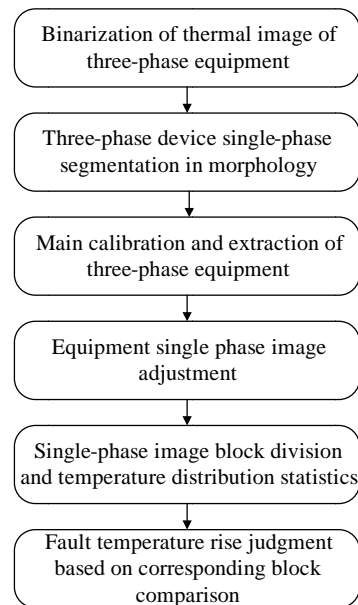 Binarization of thermal image of
three-phase equipment
Three-phase device single-phase
segmentation in morphology
Main calibration and extraction of
three-phase equipment
Equipment single phase image
adjustment
Single-phase image block division
and temperature distribution statistics
Fault temperature rise judgment
based on corresponding block
comparison